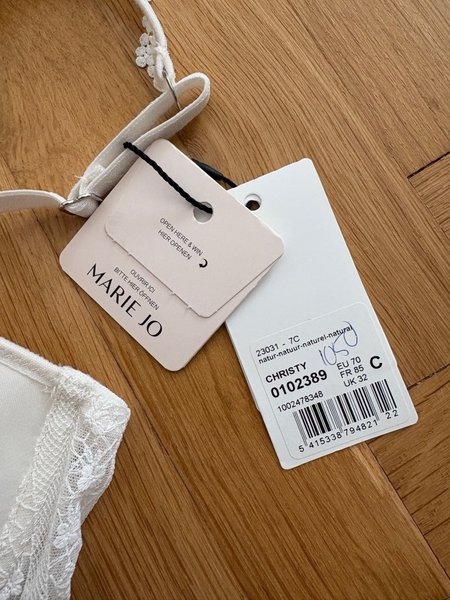 OPEN HERE & WIN
HIER OPENEN
OUVRIR ICI
BITTE HIER ÖFFNEN
MARIE JO
23031 - 7C
natur-natuur-naturel-natural
1050
CHRISTY
EU 70
0102389
FR 85
C
1002478348
UK 32
5 415338 794821 22